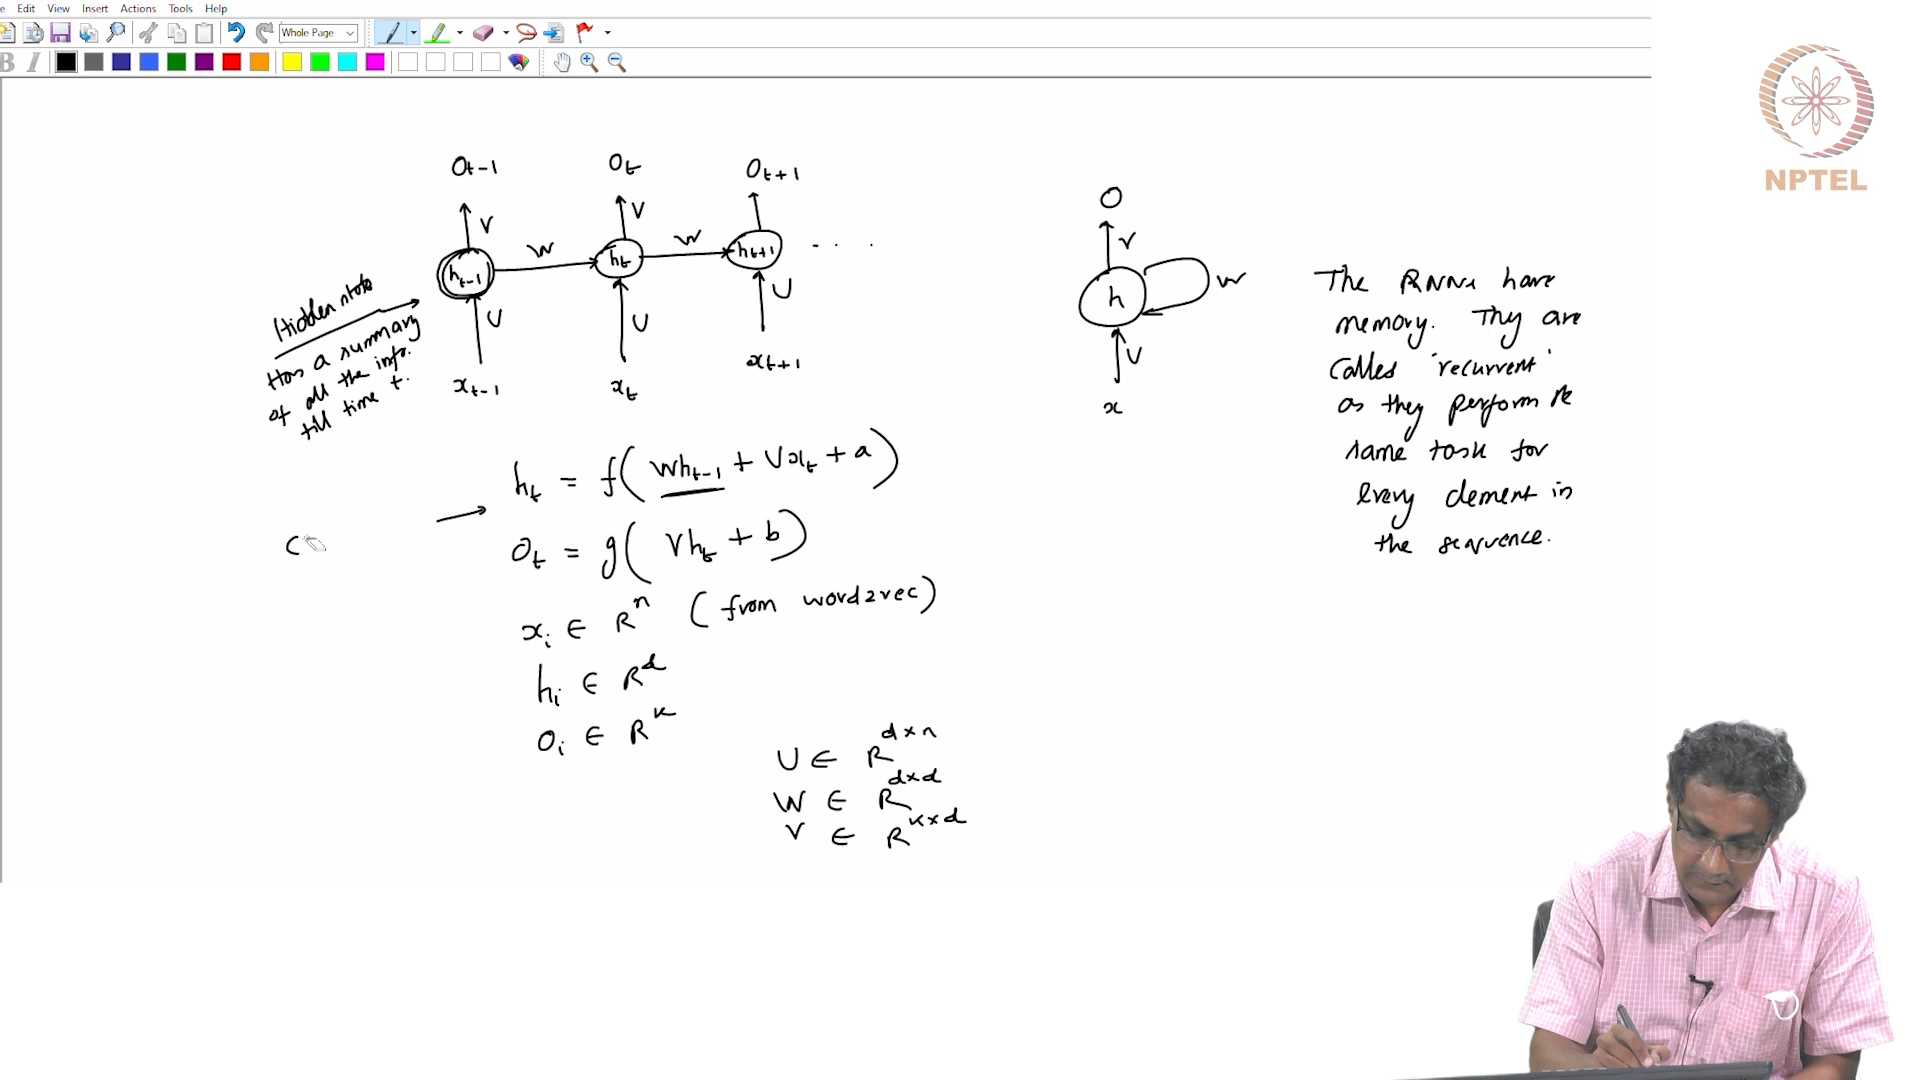 Edit View Insert Actions Tools Help
Whole Page
NPTEL
O_{t-1} O_t O_{t+1}
V V
W W
h_{t-1} h_t h_{t+1} . . . .
U U U
x_{t-1} x_t x_{t+1}
Hidden state
Has a summary
of all the info.
till time t.
O
V
h W
U
x
The RNNs have
memory. Thy are
called 'recurrent'
as they perform the
same task for
every element in
the sequence.
h_t = f( Wh_{t-1} + Ux_t + a )
O_t = g( Vh_t + b )
x_i ∈ R^n ( from word2vec )
h_i ∈ R^d
O_i ∈ R^k
U ∈ R^{d×n}
W ∈ R^{d×d}
V ∈ R^{k×d}